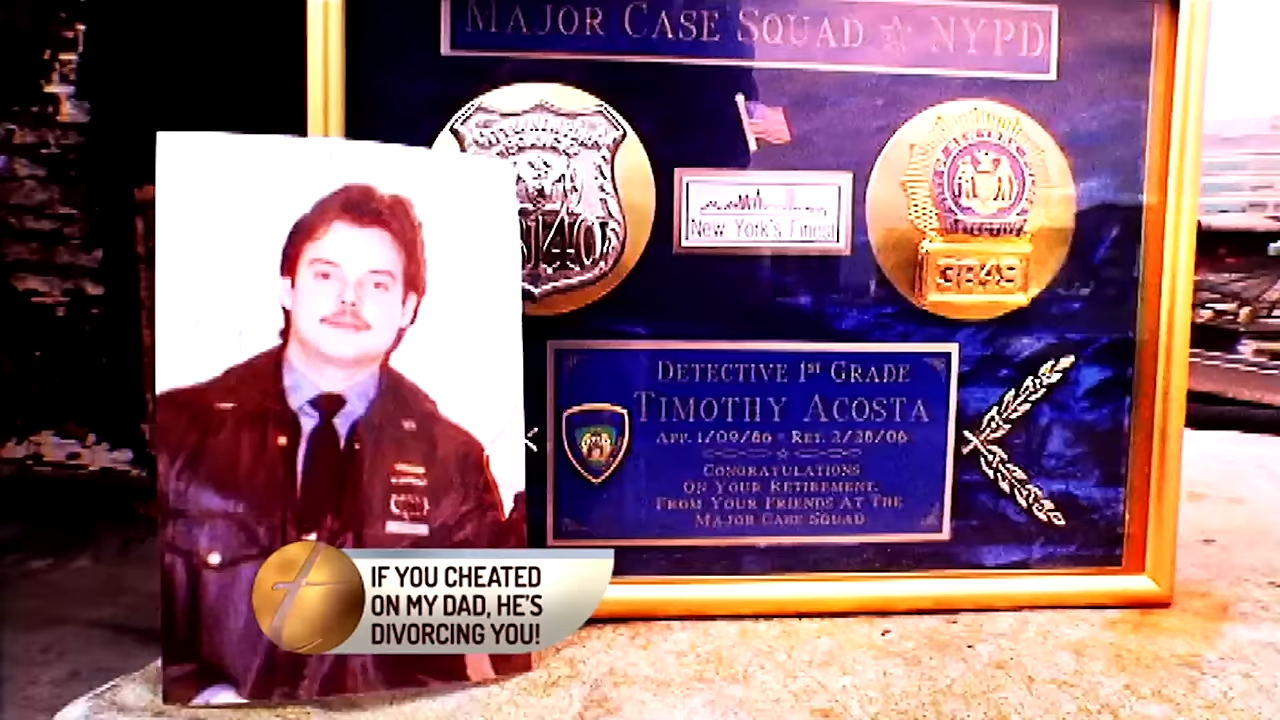 MAJOR CASE SQUAD ☆ NYPD
New York's Finest
DETECTIVE 1ST GRADE
TIMOTHY ACOSTA
APP. 1/09/86 - RET. 2/28/06
CONGRATULATIONS
ON YOUR RETIREMENT.
FROM YOUR FRIENDS AT THE
MAJOR CASE SQUAD
IF YOU CHEATED
ON MY DAD, HE'S
DIVORCING YOU!